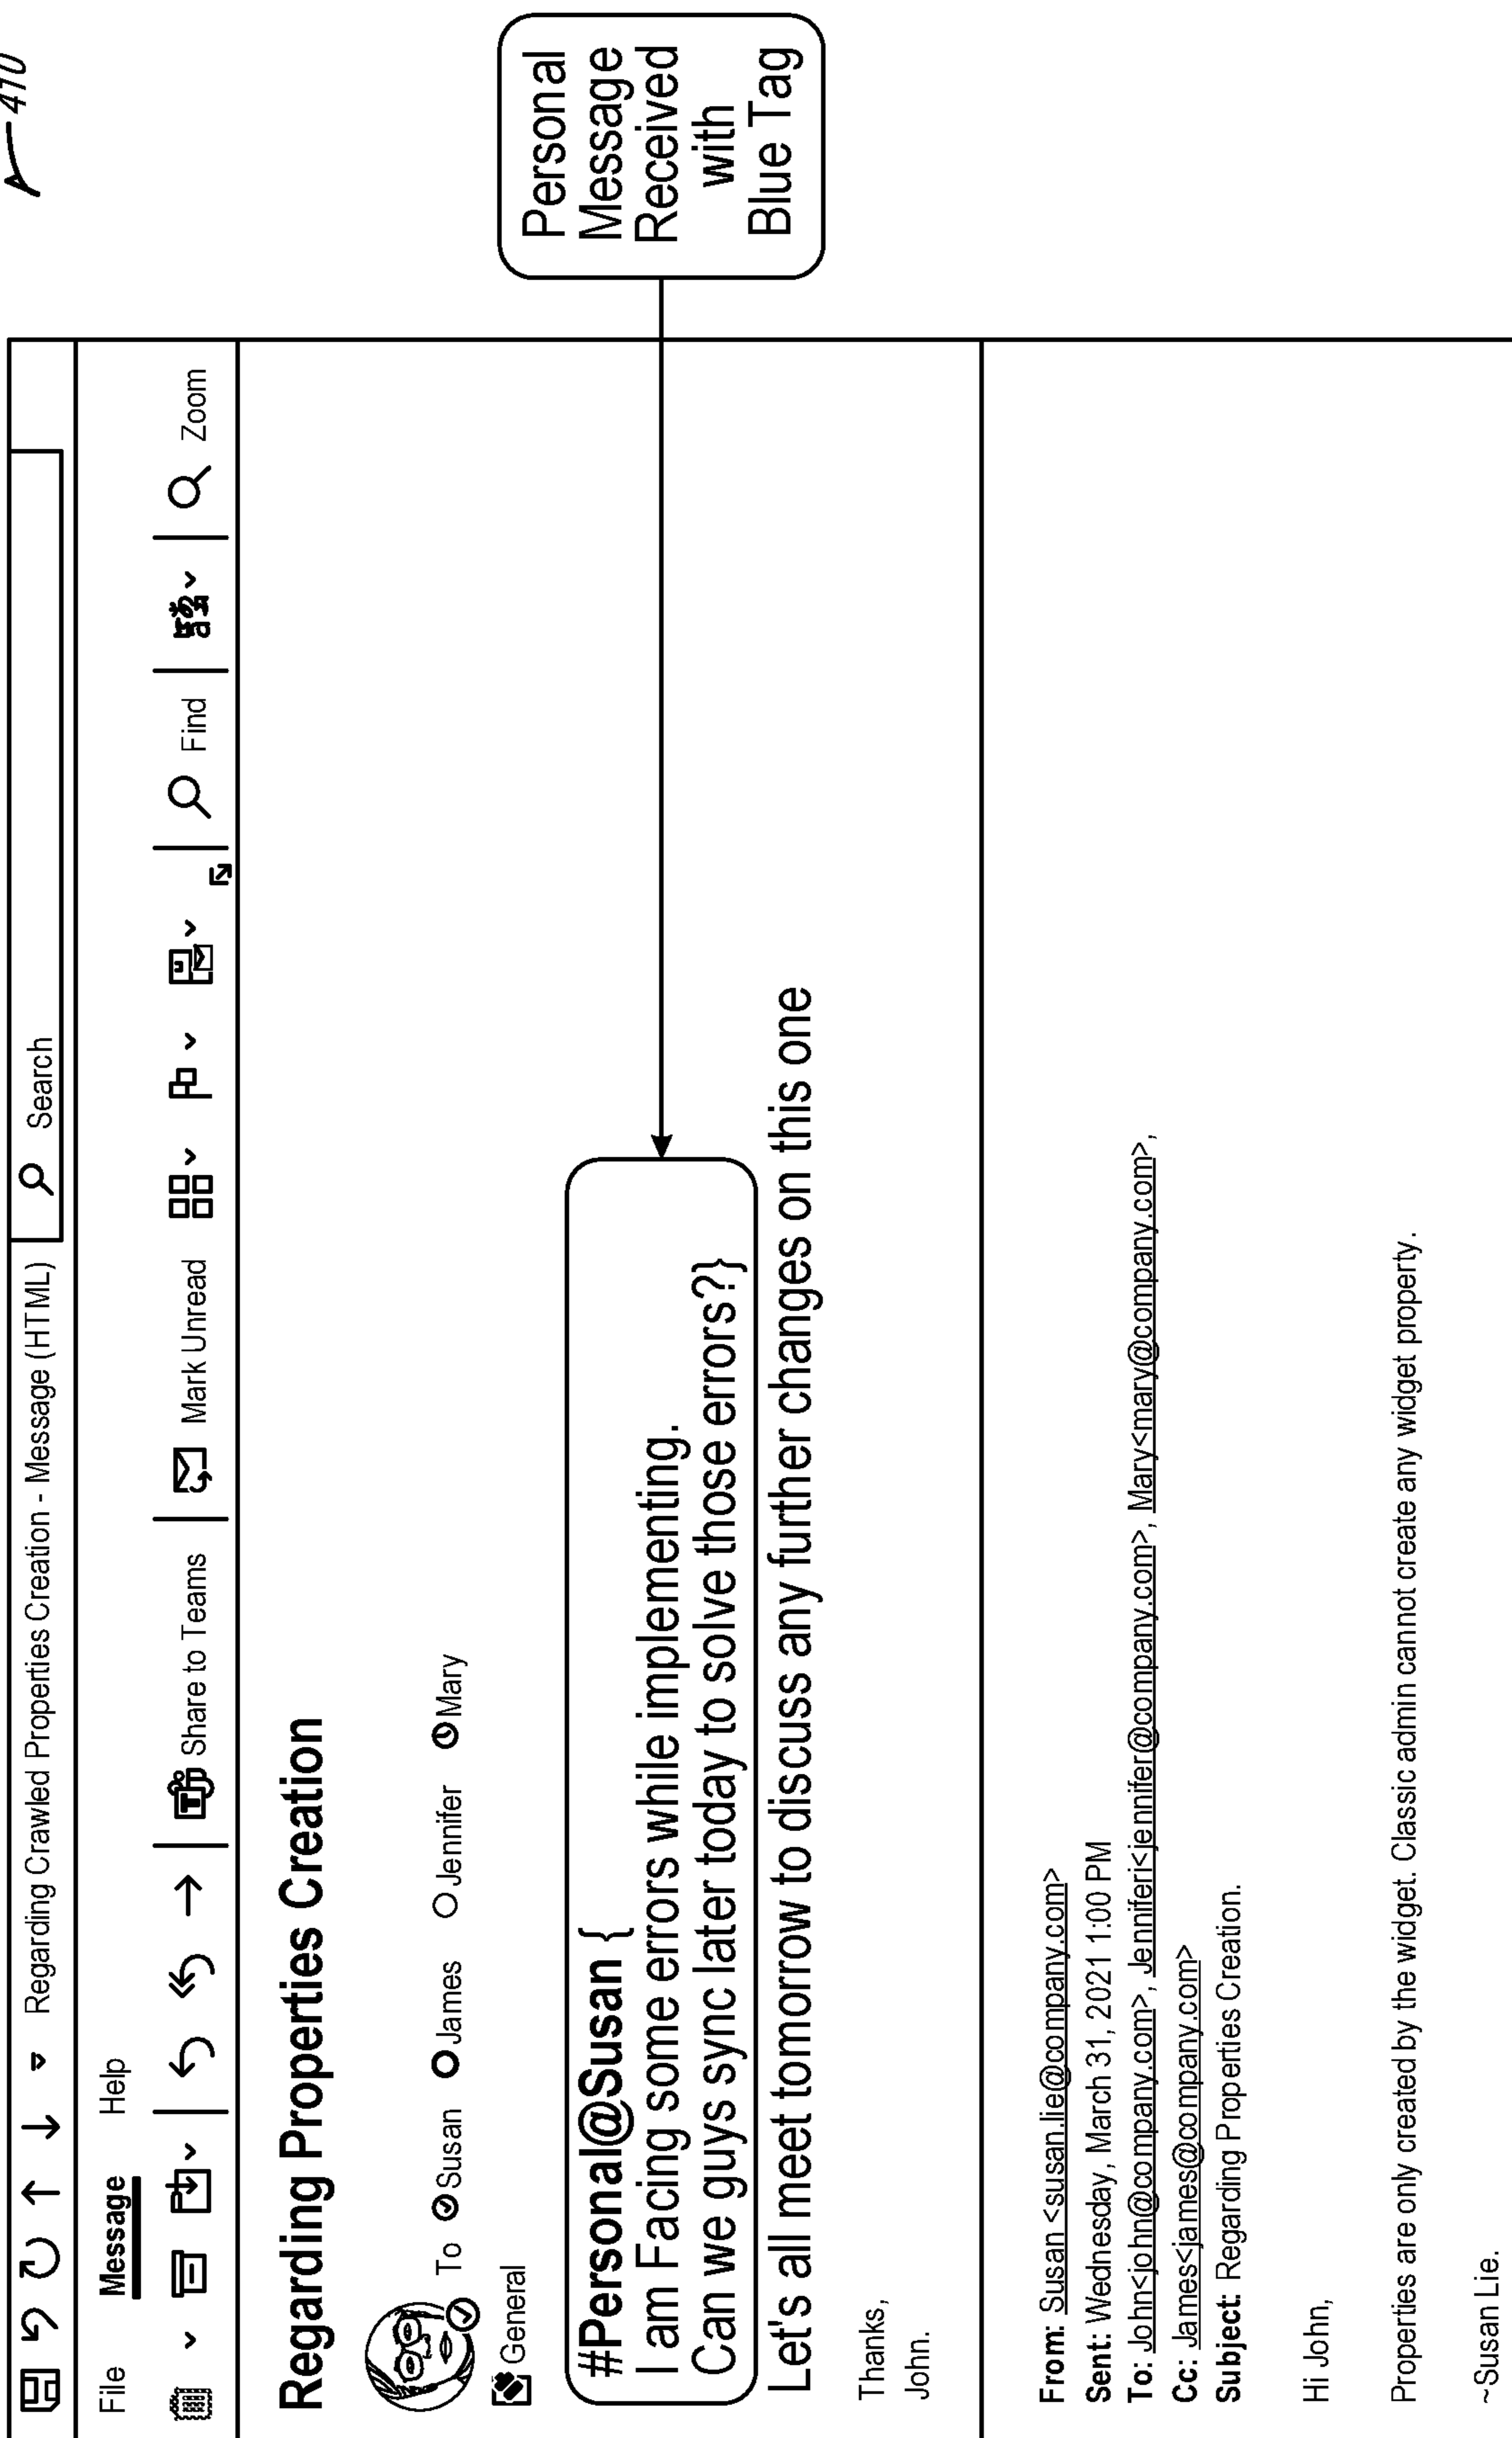 410
Regarding Crawled Properties Creation - Message (HTML)
Search
File Message Help
Share to Teams
Mark Unread
Find
Zoom
Regarding Properties Creation
To Susan James Jennifer Mary
General
#Personal@Susan {
I am Facing some errors while implementing.
Can we guys sync later today to solve those errors?}
Let's all meet tomorrow to discuss any further changes on this one
Personal
Message
Received
with
Blue Tag
Thanks,
John.
From: Susan <susan.lie@company.com>
Sent: Wednesday, March 31, 2021 1:00 PM
To: John<john@company.com>, Jenniferi<jennifer@company.com>, Mary<mary@company.com>,
Cc: James<james@company.com>
Subject: Regarding Properties Creation.
Hi John,
Properties are only created by the widget. Classic admin cannot create any widget property.
~Susan Lie.